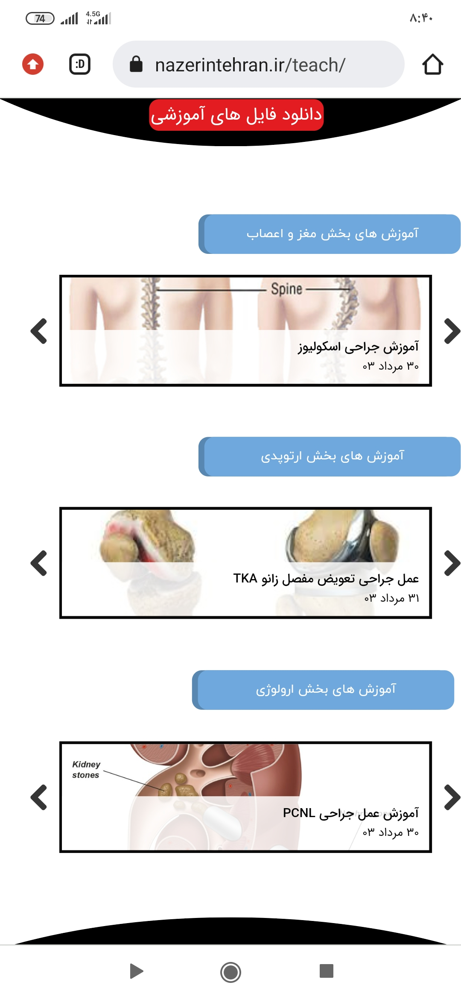 74
4.5G
۸:۴۰
:D
nazerintehran.ir/teach/
دانلود فایل های آموزشی
آموزش های بخش مغز و اعصاب
Spine
آموزش جراحی اسکولیوز
۳۰ مرداد ۰۳
آموزش های بخش ارتوپدی
عمل جراحی تعویض مفصل زانو TKA
۳۱ مرداد ۰۳
آموزش های بخش ارولوژی
Kidney
stones
آموزش عمل جراحی PCNL
۳۰ مرداد ۰۳